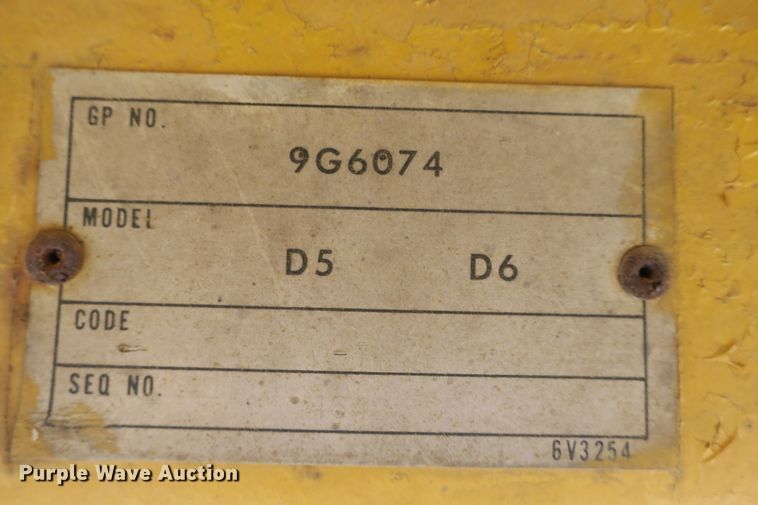 GP NO.
9G6074
MODEL
D5 D6
CODE
SEQ NO.
6V3254
Purple Wave Auction